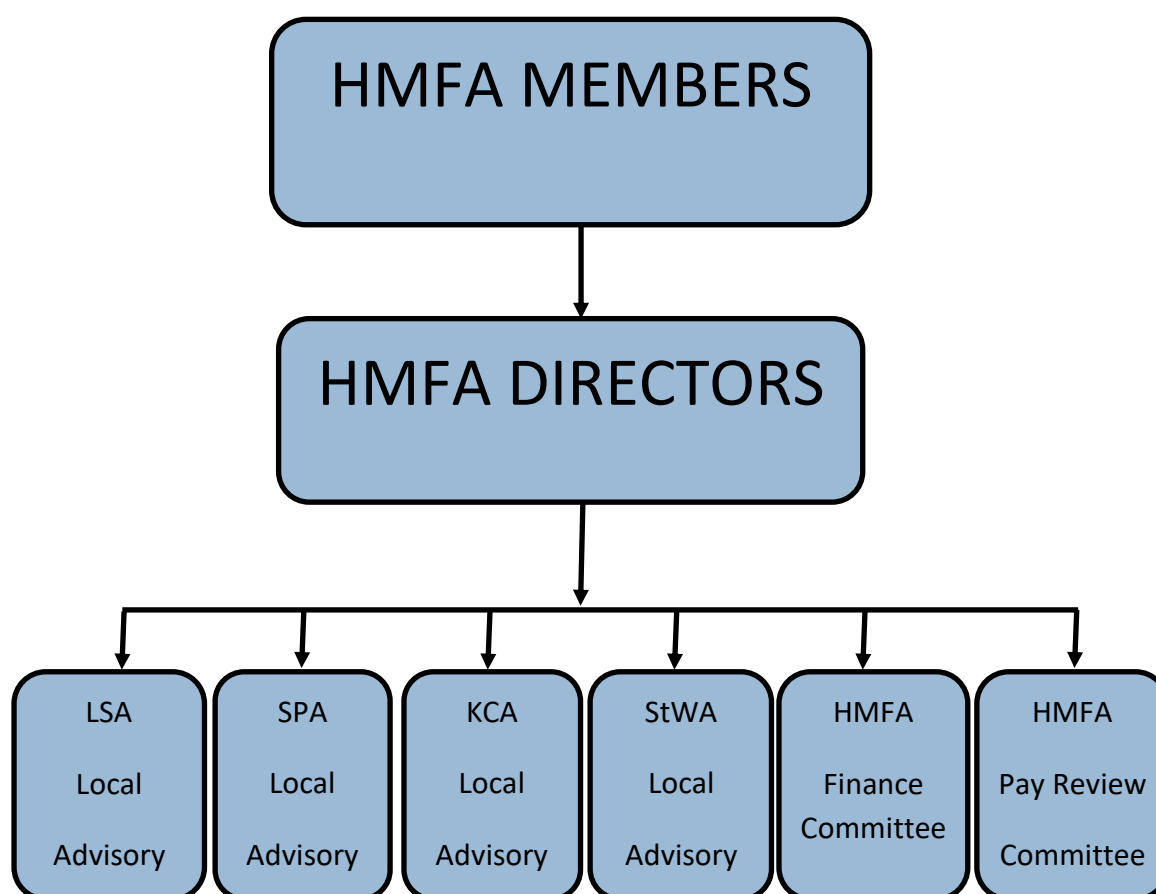 HMFA MEMBERS
HMFA DIRECTORS
LSA
Local
Advisory
SPA
Local
Advisory
KCA
Local
Advisory
StWA
Local
Advisory
HMFA
Finance
Committee
HMFA
Pay Review
Committee